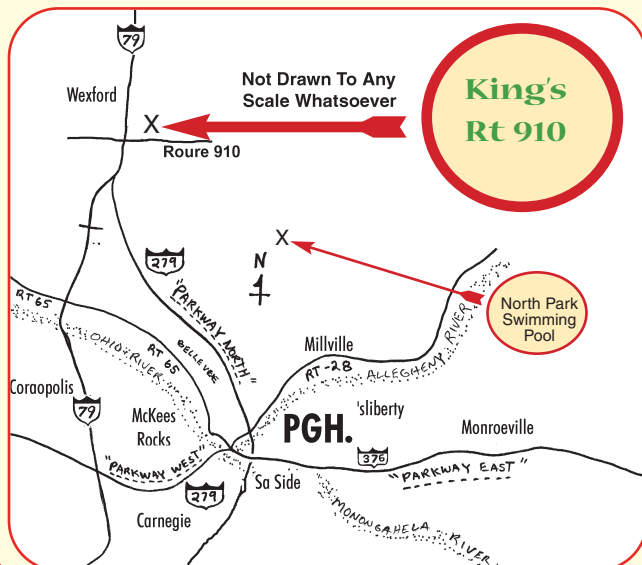 79
Wexford
Not Drawn To Any
Scale Whatsoever
King's
Rt 910
X
Roure 910
X
279
N
"PARKWAY NORTH"
North Park
Swimming
Pool
RT 65
OHIO RIVER
RT 65
BELLEVUE
Millville
RT-28
ALLEGHENY RIVER
Coraopolis
79
McKees
Rocks
'sliberty
PGH.
Monroeville
"PARKWAY WEST"
376
"PARKWAY EAST"
279
Sa Side
Carnegie
MONONGAHELA RIVER